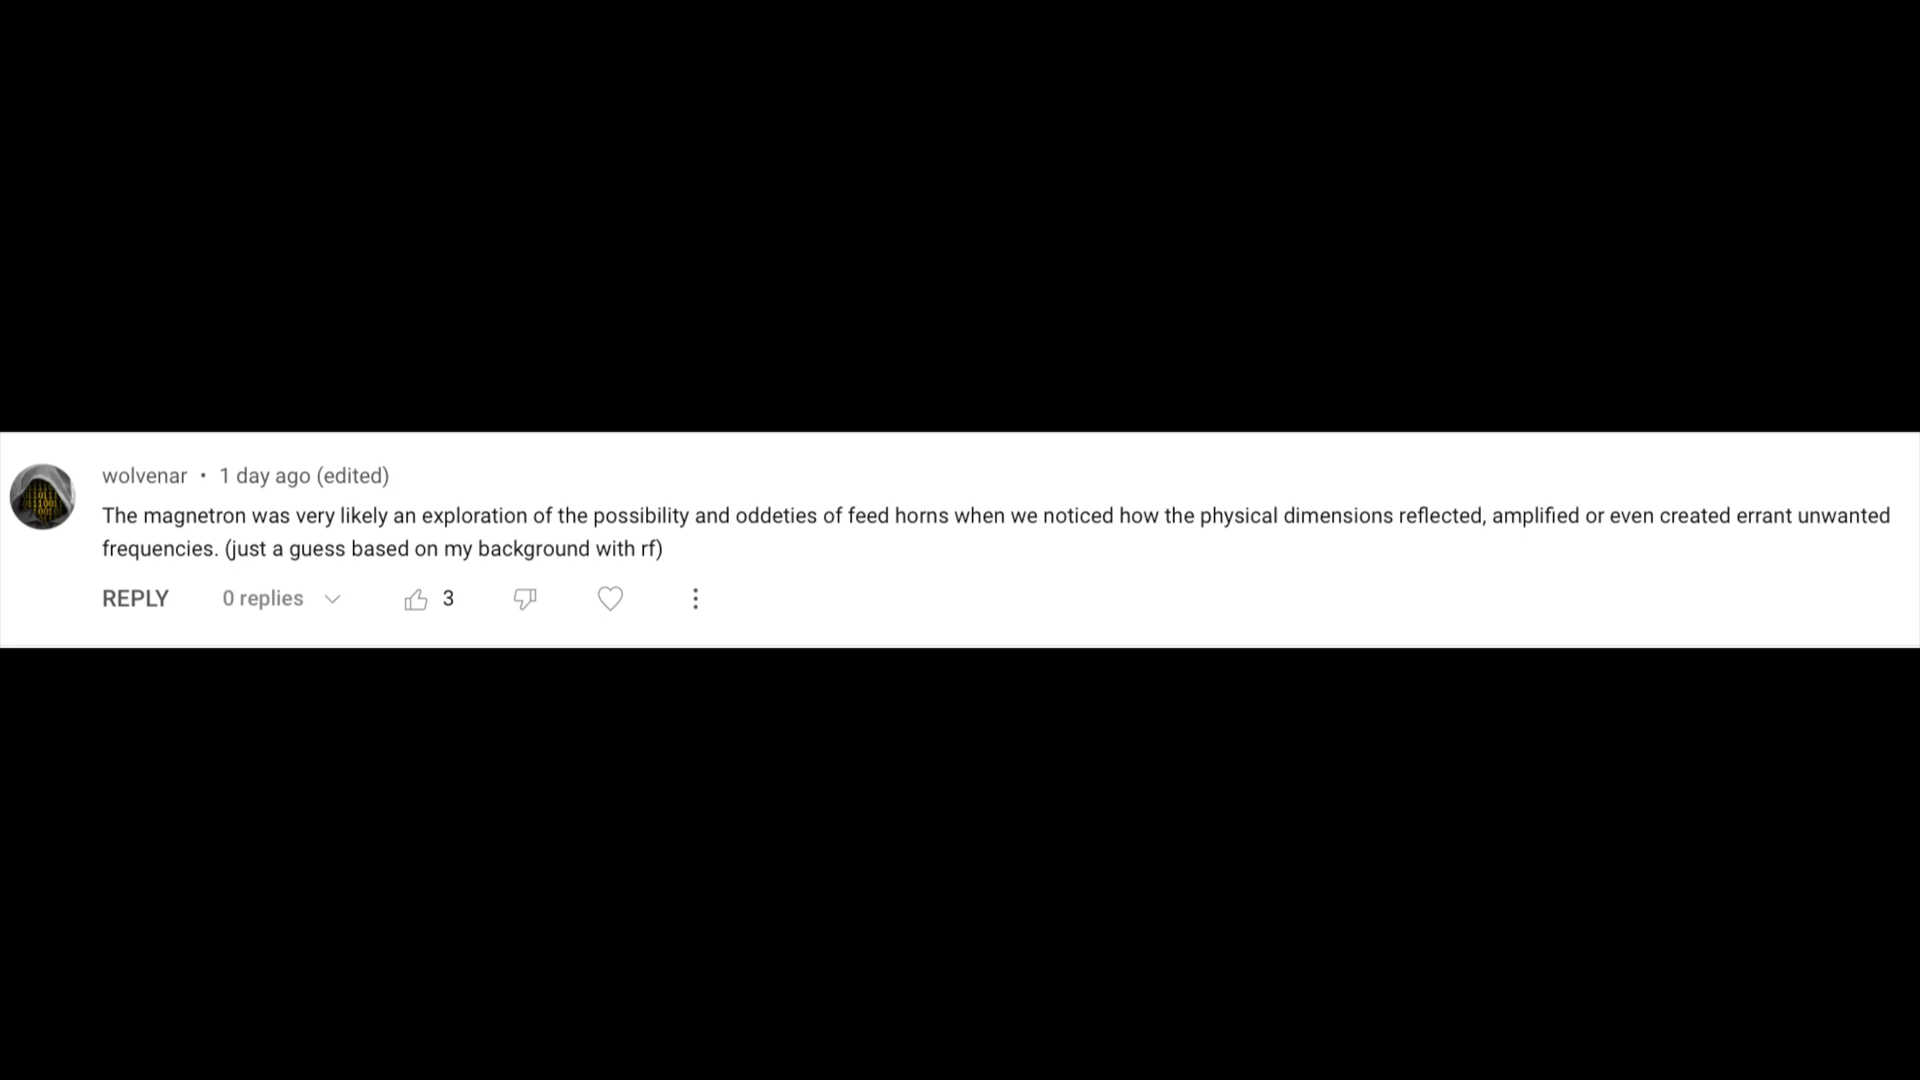 wolvenar • 1 day ago (edited)
The magnetron was very likely an exploration of the possibility and oddeties of feed horns when we noticed how the physical dimensions reflected, amplified or even created errant unwanted
frequencies. (just a guess based on my background with rf)
REPLY 0 replies 3